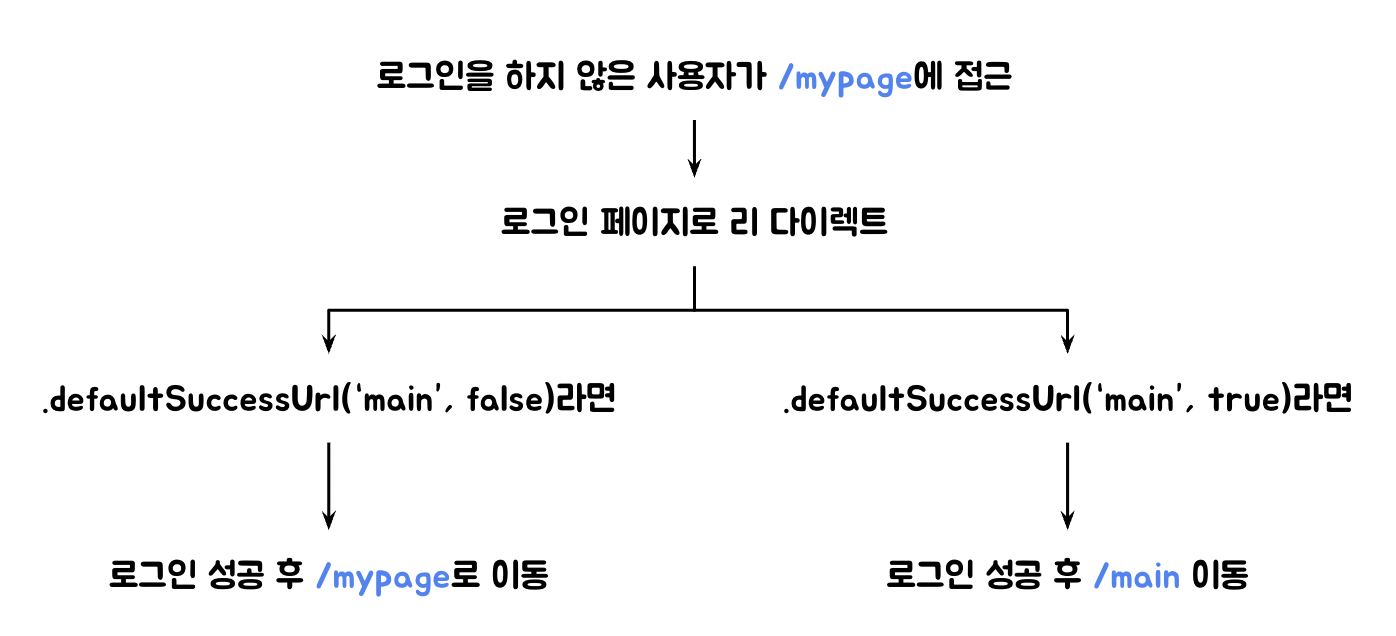 로그인을 하지 않은 사용자가 /mypage에 접근
로그인 페이지로 리 다이렉트
.defaultSuccessUrl('main', false)라면
.defaultSuccessUrl('main', true)라면
로그인 성공 후 /mypage로 이동
로그인 성공 후 /main 이동